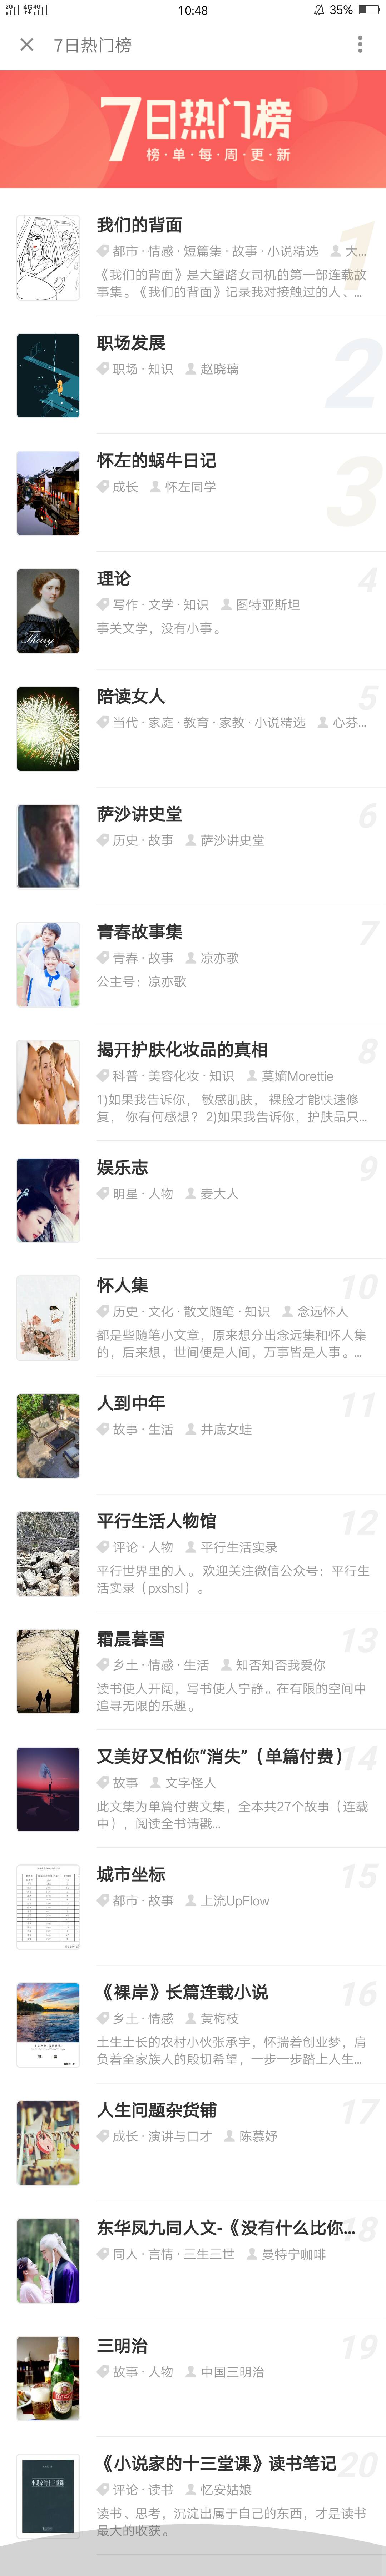 2G 4G 4G 10:48 35%
7日热门榜
7日热门榜
榜·单·每·周·更·新
我们的背面
都市·情感·短篇集·故事·小说精选 大...
《我们的背面》是大望路女司机的第一部连载故
事集。《我们的背面》记录我对接触过的人、...
1
职场发展
职场·知识 赵晓璃
2
怀左的蜗牛日记
成长 怀左同学
3
理论
写作·文学·知识 图特亚斯坦
事关文学，没有小事。
4
Theory
陪读女人
当代·家庭·教育·家教·小说精选 心芬...
5
萨沙讲史堂
历史·故事 萨沙讲史堂
6
青春故事集
青春·故事 凉亦歌
公主号：凉亦歌
7
揭开护肤化妆品的真相
科普·美容化妆·知识 莫嫡Morettie
1)如果我告诉你， 敏感肌肤， 裸脸才能快速修
复， 你有何感想？ 2)如果我告诉你，护肤品只...
8
娱乐志
明星·人物 麦大人
9
怀人集
历史·文化·散文随笔·知识 念远怀人
都是些随笔小文章，原来想分出念远集和怀人集
的，后来想，世间便是人间，万事皆是人事。...
10
人到中年
故事·生活 井底女蛙
11
平行生活人物馆
评论·人物 平行生活实录
平行世界里的人。欢迎关注微信公众号：平行生
活实录（pxshsl）。
12
霜晨暮雪
乡土·情感·生活 知否知否我爱你
读书使人开阔，写书使人宁静。在有限的空间中
追寻无限的乐趣。
13
又美好又怕你“消失”（单篇付费）
故事 文字怪人
此文集为单篇付费文集，全本共27个故事（连载
中），阅读全书请戳...
14
城市坐标
都市·故事 上流UpFlow
15
《裸岸》长篇连载小说
乡土·情感 黄梅枝
土生土长的农村小伙张承宇，怀揣着创业梦，肩
负着全家族人的殷切希望，一步一步踏上人生...
16
人生问题杂货铺
成长·演讲与口才 陈慕妤
17
东华凤九同人文-《没有什么比你...
同人·言情·三生三世 曼特宁咖啡
18
三明治
故事·人物 中国三明治
19
《小说家的十三堂课》读书笔记
评论·读书 忆安姑娘
读书、思考，沉淀出属于自己的东西，才是读书
最大的收获。
20
小说家的十三堂课